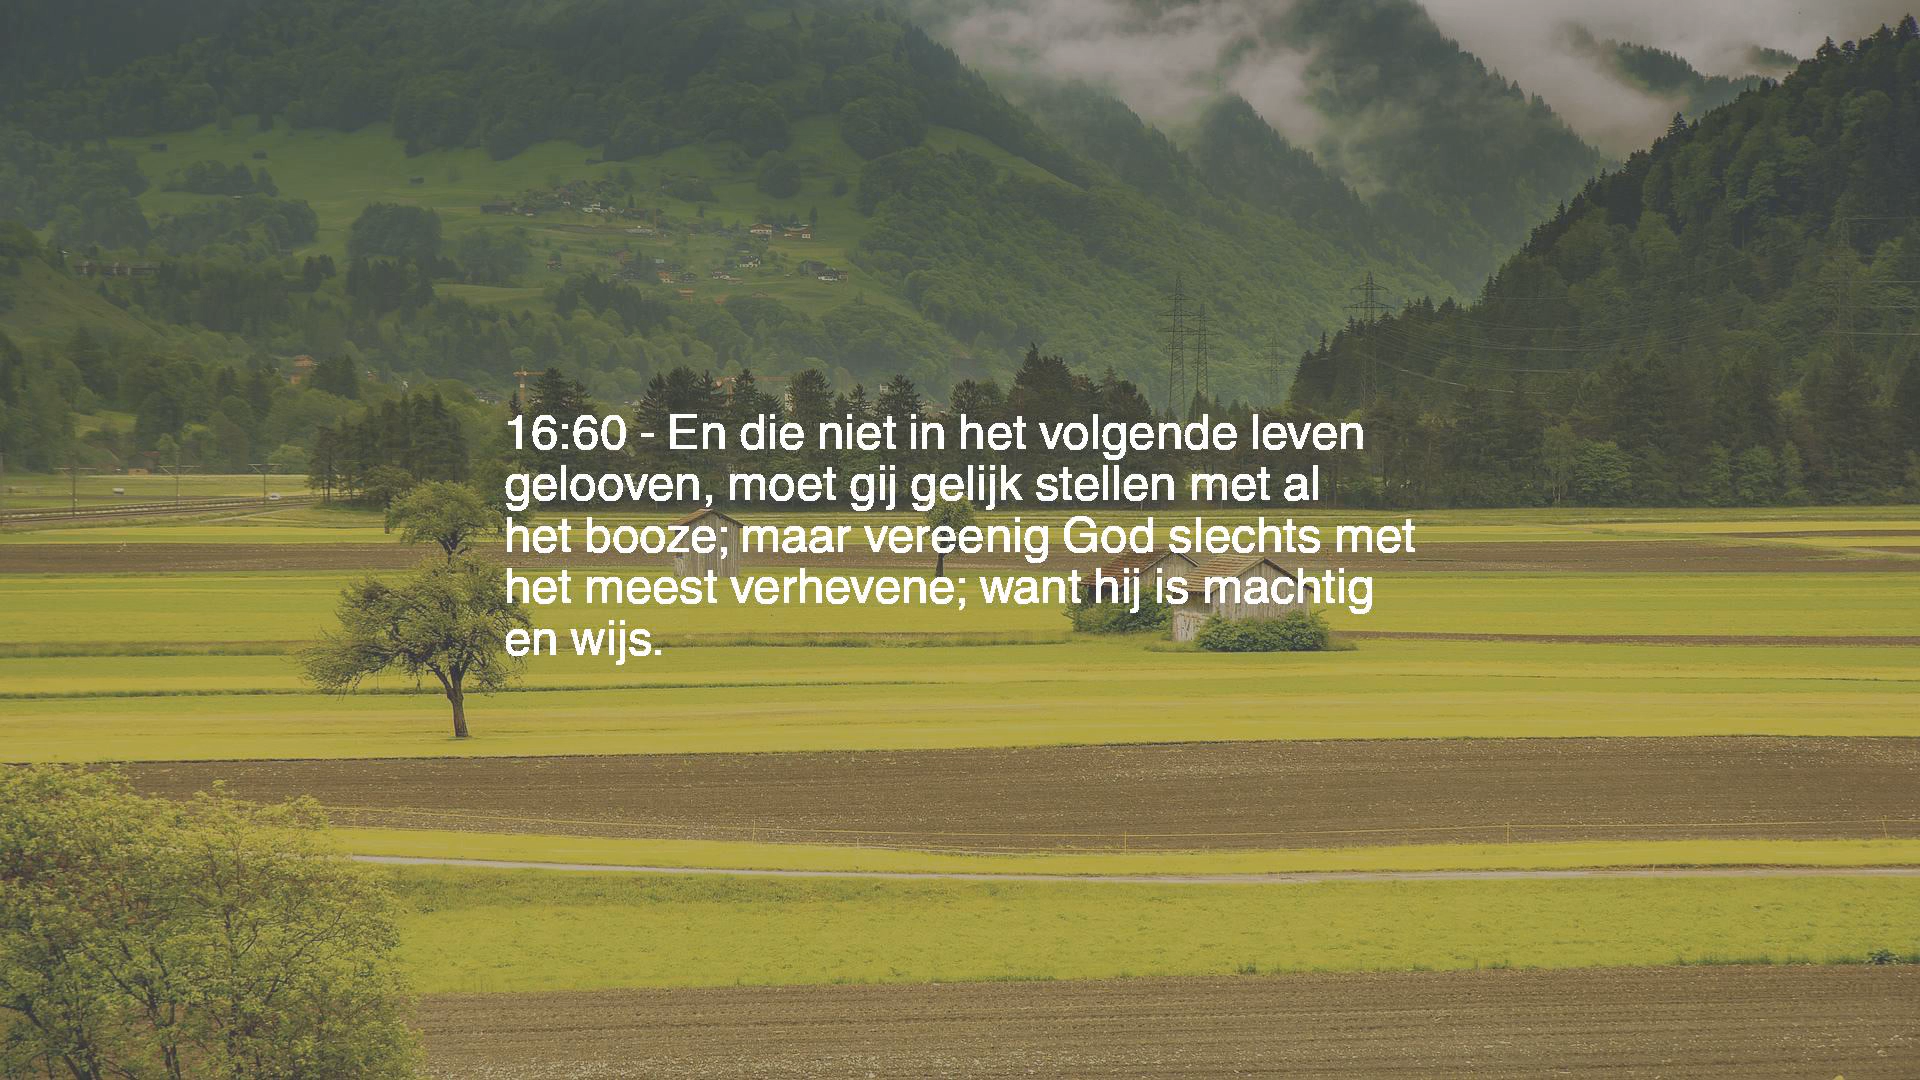 16:60 - En die niet in het volgende leven
gelooven, moet gij gelijk stellen met al
het booze; maar vereenig God slechts met
het meest verhevene; want hij is machtig
en wijs.